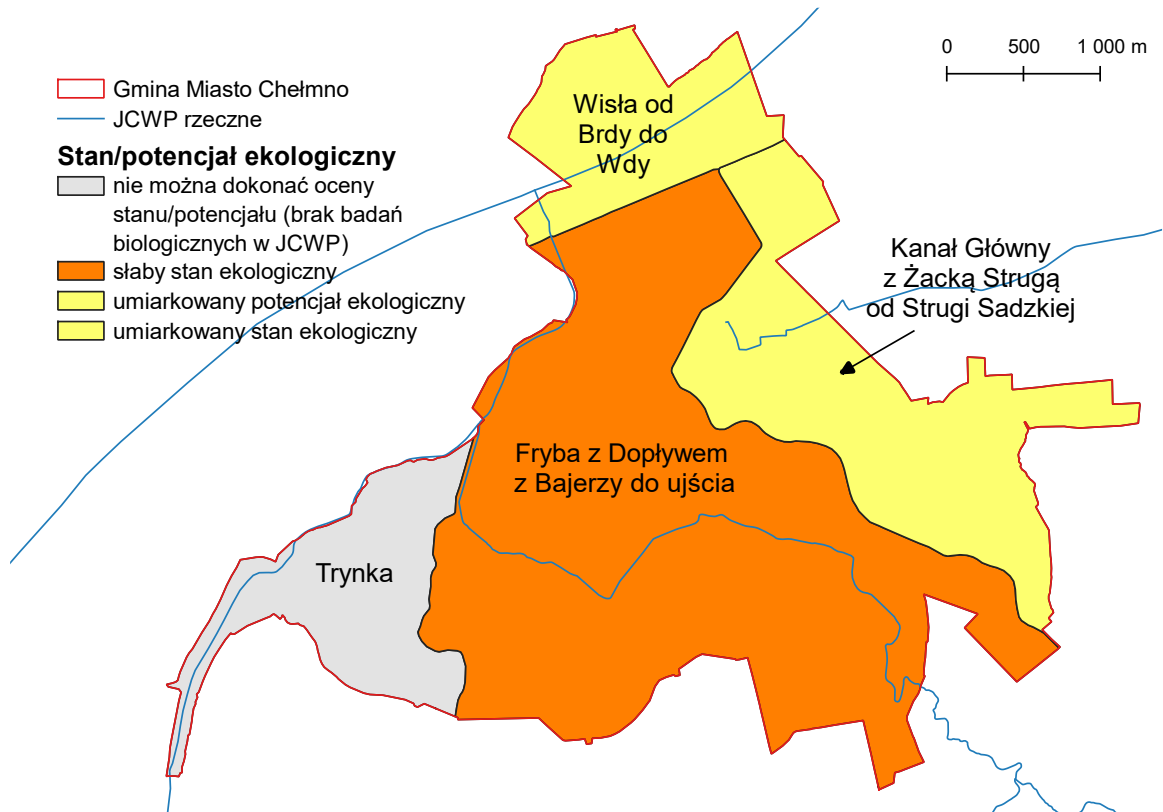 Gmina Miasto Chełmno
JCWP rzeczne
Stan/potencjał ekologiczny
nie można dokonać oceny
stanu/potencjału (brak badań
biologicznych w JCWP)
słaby stan ekologiczny
umiarkowany potencjał ekologiczny
umiarkowany stan ekologiczny
0 500 1 000 m
Wisła od
Brdy do
Wdy
Kanał Główny
z Żacką Strugą
od Strugi Sadzkiej
Fryba z Dopływem
z Bajerzy do ujścia
Trynka